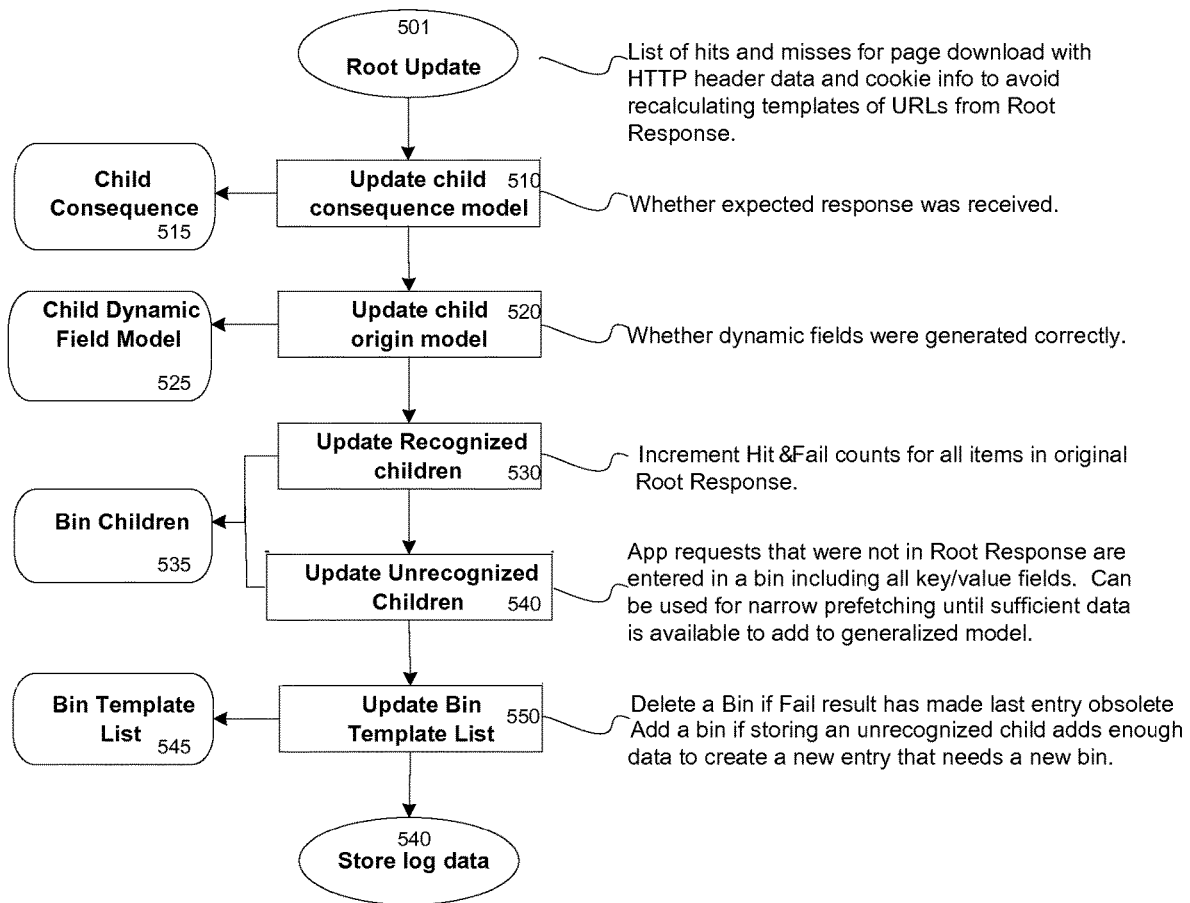 501
Root Update
List of hits and misses for page download with
HTTP header data and cookie info to avoid
recalculating templates of URLs from Root
Response.
Child
Consequence
515
Update child
consequence model
510
Whether expected response was received.
Child Dynamic
Field Model
525
Update child
origin model
520
Whether dynamic fields were generated correctly.
Update Recognized
children
530
Increment Hit &Fail counts for all items in original
Root Response.
Bin Children
535
Update Unrecognized
Children
540
App requests that were not in Root Response are
entered in a bin including all key/value fields. Can
be used for narrow prefetching until sufficient data
is available to add to generalized model.
Bin Template
List
545
Update Bin
Template List
550
Delete a Bin if Fail result has made last entry obsolete
Add a bin if storing an unrecognized child adds enough
data to create a new entry that needs a new bin.
540
Store log data